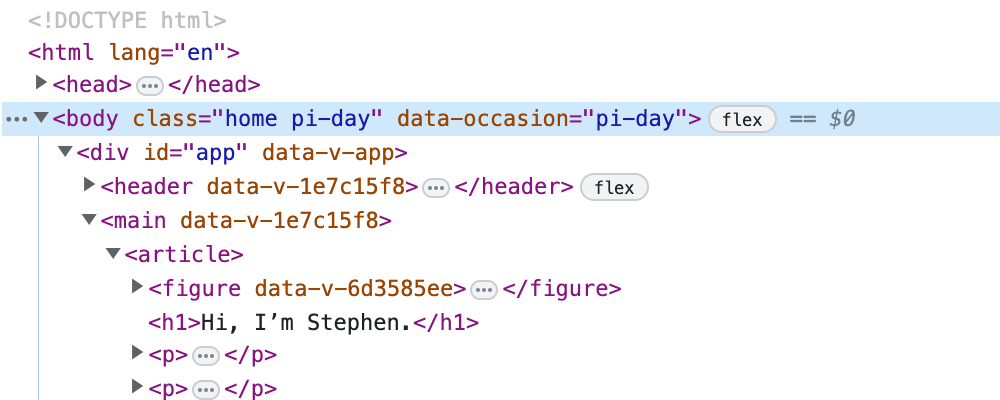 <!DOCTYPE html>
<html lang="en">
<head>…</head>
…<body class="home pi-day" data-occasion="pi-day"> flex == $0
<div id="app" data-v-app>
<header data-v-1e7c15f8>…</header> flex
<main data-v-1e7c15f8>
<article>
<figure data-v-6d3585ee>…</figure>
<h1>Hi, I’m Stephen.</h1>
<p>…</p>
<p>…</p>